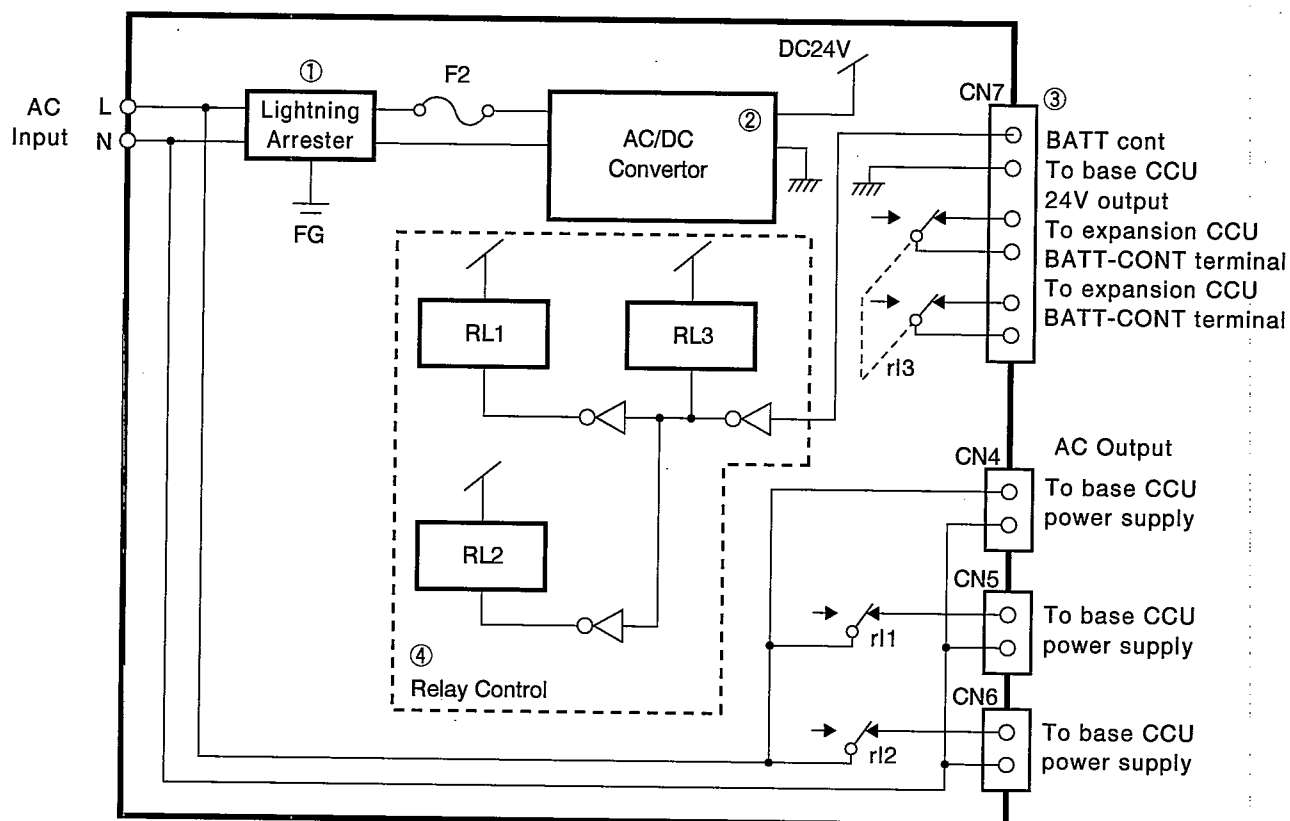 AC
Input
L
N
①
Lightning
Arrester
FG
F2
②
AC/DC
Convertor
DC24V
CN7
③
BATT cont
To base CCU
24V output
To expansion CCU
BATT-CONT terminal
To expansion CCU
BATT-CONT terminal
rl3
RL1
RL3
RL2
④
Relay Control
AC Output
CN4
To base CCU
power supply
CN5
To base CCU
power supply
rl1
CN6
To base CCU
power supply
rl2